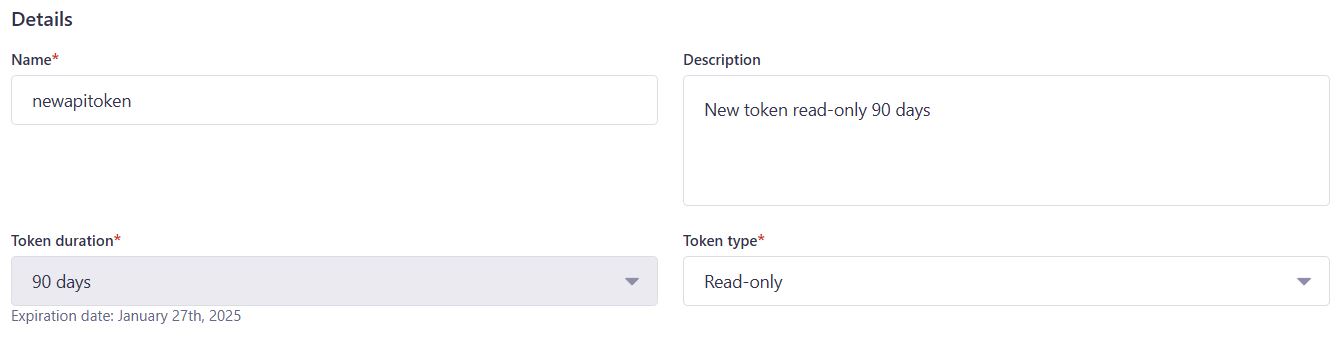 Details
Name*
Description
newapitoken
New token read-only 90 days
Token duration*
Token type*
90 days
Read-only
Expiration date: January 27th, 2025